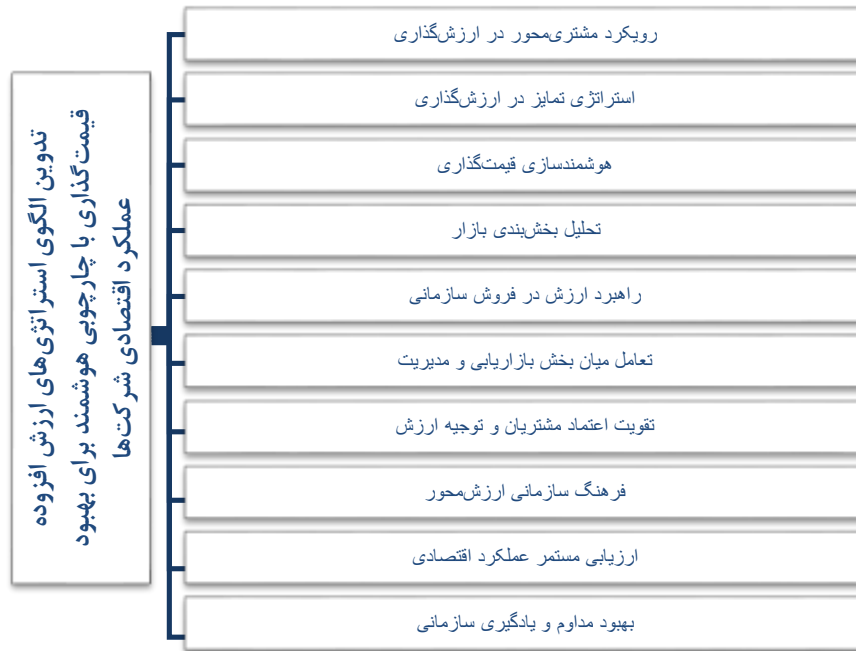 تدوین الگوی استراتژی‌های ارزش افزوده
قیمت‌گذاری با چارچوبی هوشمند برای بهبود
عملکرد اقتصادی شرکت‌ها
رویکرد مشتری‌محور در ارزش‌گذاری
استراتژی تمایز در ارزش‌گذاری
هوشمندسازی قیمت‌گذاری
تحلیل بخش‌بندی بازار
راهبرد ارزش در فروش سازمانی
تعامل میان بخش بازاریابی و مدیریت
تقویت اعتماد مشتریان و توجیه ارزش
فرهنگ سازمانی ارزش‌محور
ارزیابی مستمر عملکرد اقتصادی
بهبود مداوم و یادگیری سازمانی